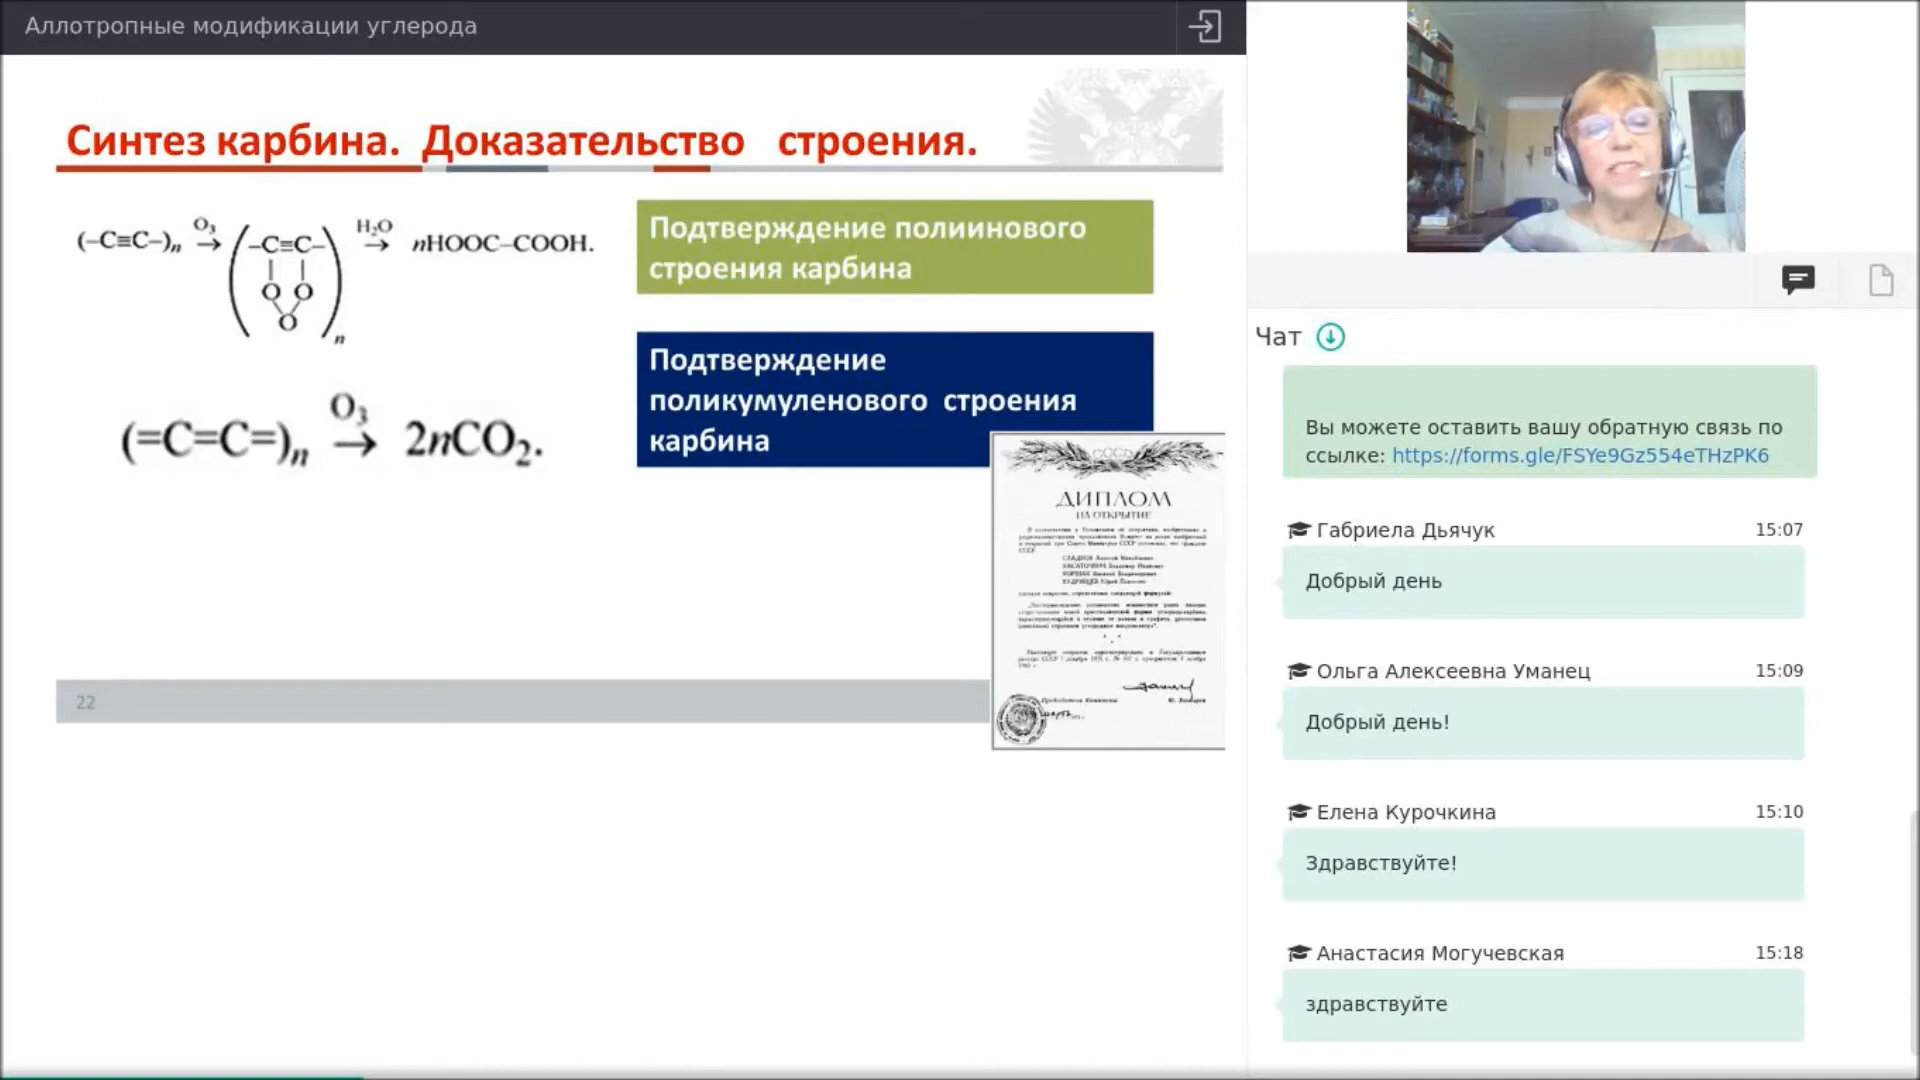 Аллотропные модификации углерода
Синтез карбина. Доказательство строения.
(–C≡C–)n O3 → (–C≡C– O O O)n H2O → nHOOC–COOH.
Подтверждение полиинового
строения карбина
(=C=C=)n O3 → 2nCO2.
Подтверждение
поликумуленового строения
карбина
СССР
ДИПЛОМ
НА ОТКРЫТИЕ
22
Чат
Вы можете оставить вашу обратную связь по
ссылке: https://forms.gle/FSYe9Gz554eTHzPK6
Габриела Дьячук 15:07
Добрый день
Ольга Алексеевна Уманец 15:09
Добрый день!
Елена Курочкина 15:10
Здравствуйте!
Анастасия Могучевская 15:18
здравствуйте